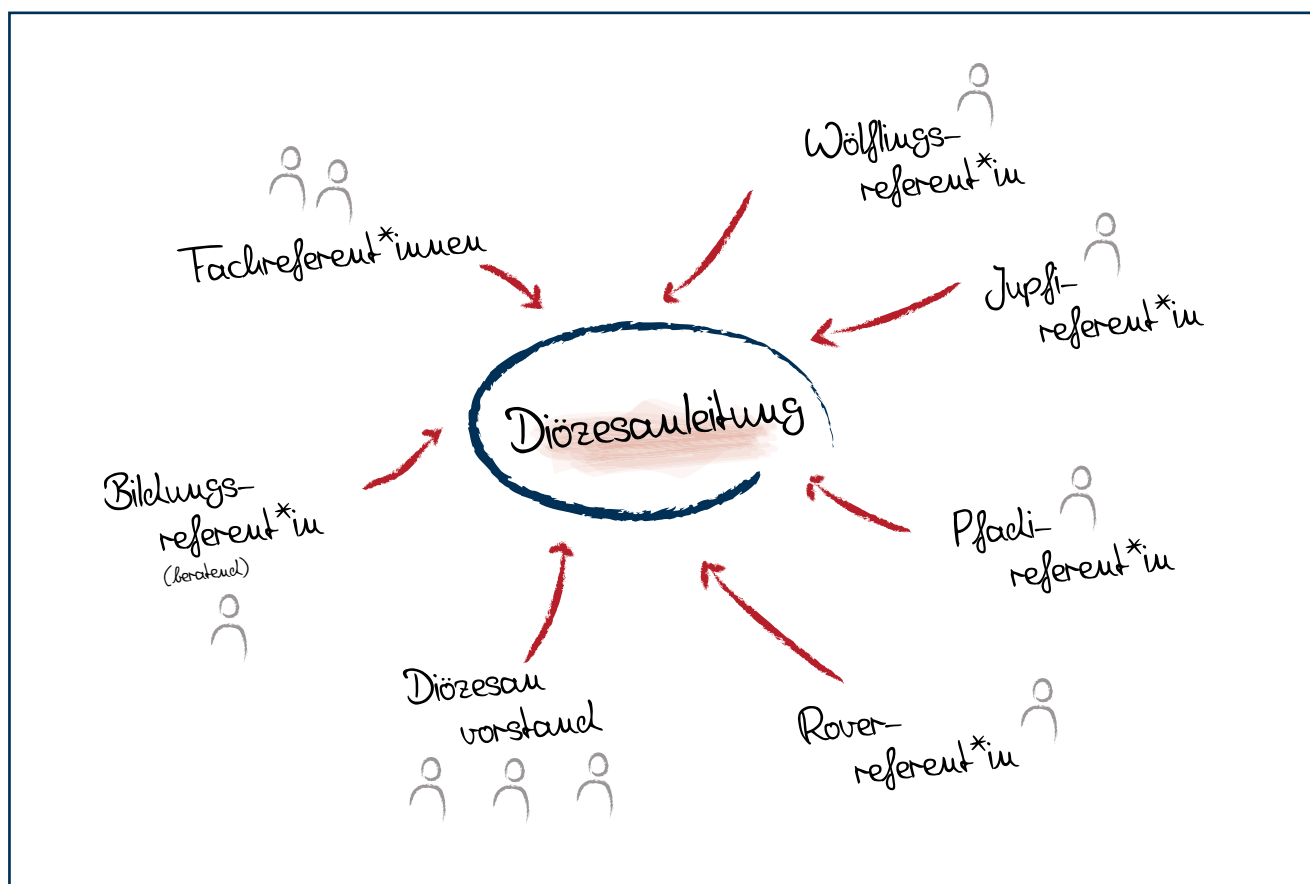 Wölflings-
referent*in
Fachreferent*innen
Jupfi-
referent*in
Diözesanleitung
Bildungs-
referent*in
(beratend)
Pfadi-
referent*in
Diözesan
vorstand
Rover-
referent*in